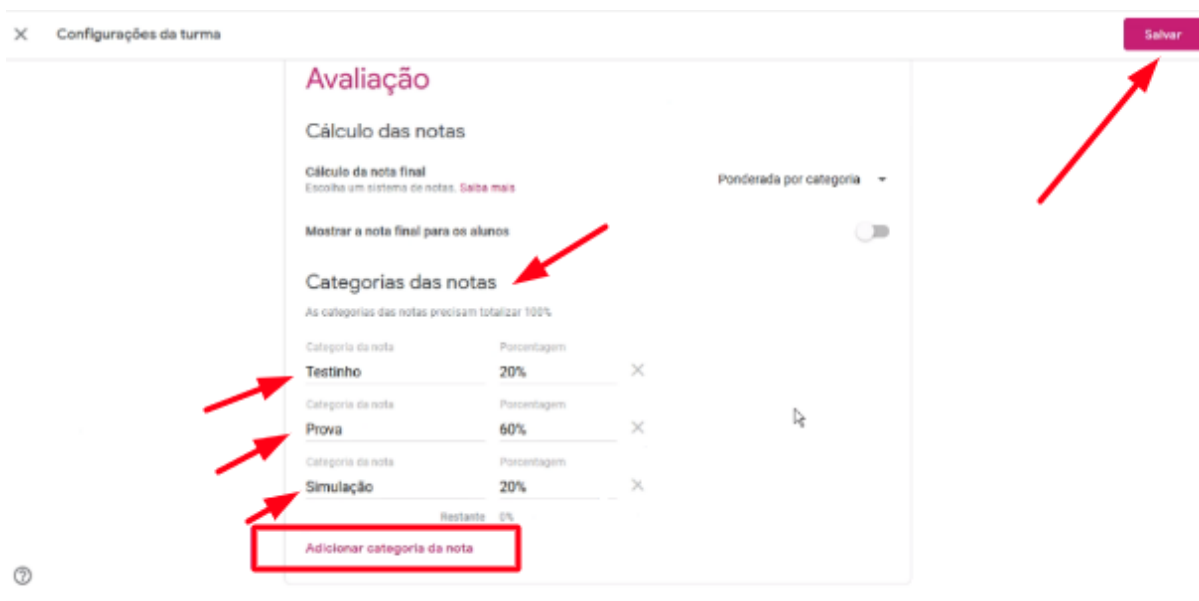 Configurações da turma
Salvar
Avaliação
Cálculo das notas
Cálculo da nota final
Escolha um sistema de notas. Saiba mais
Ponderada por categoria
Mostrar a nota final para os alunos
Categorias das notas
As categorias das notas precisam totalizar 100%
Categoria da nota Porcentagem
Testinho 20%
Categoria da nota Porcentagem
Prova 60%
Categoria da nota Porcentagem
Simulação 20%
Restante 0%
Adicionar categoria da nota